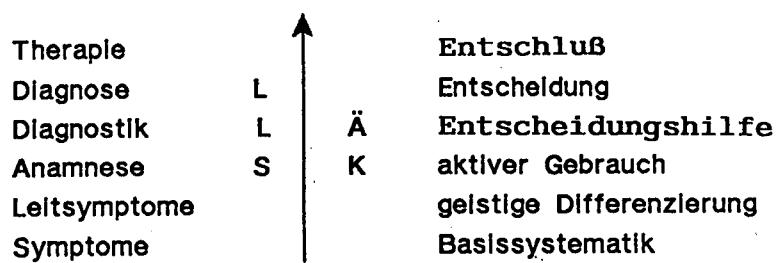 Therapie Entschluß
Diagnose L Entscheidung
Diagnostik L Ä Entscheidungshilfe
Anamnese S K aktiver Gebrauch
Leitsymptome geistige Differenzierung
Symptome Basissystematik